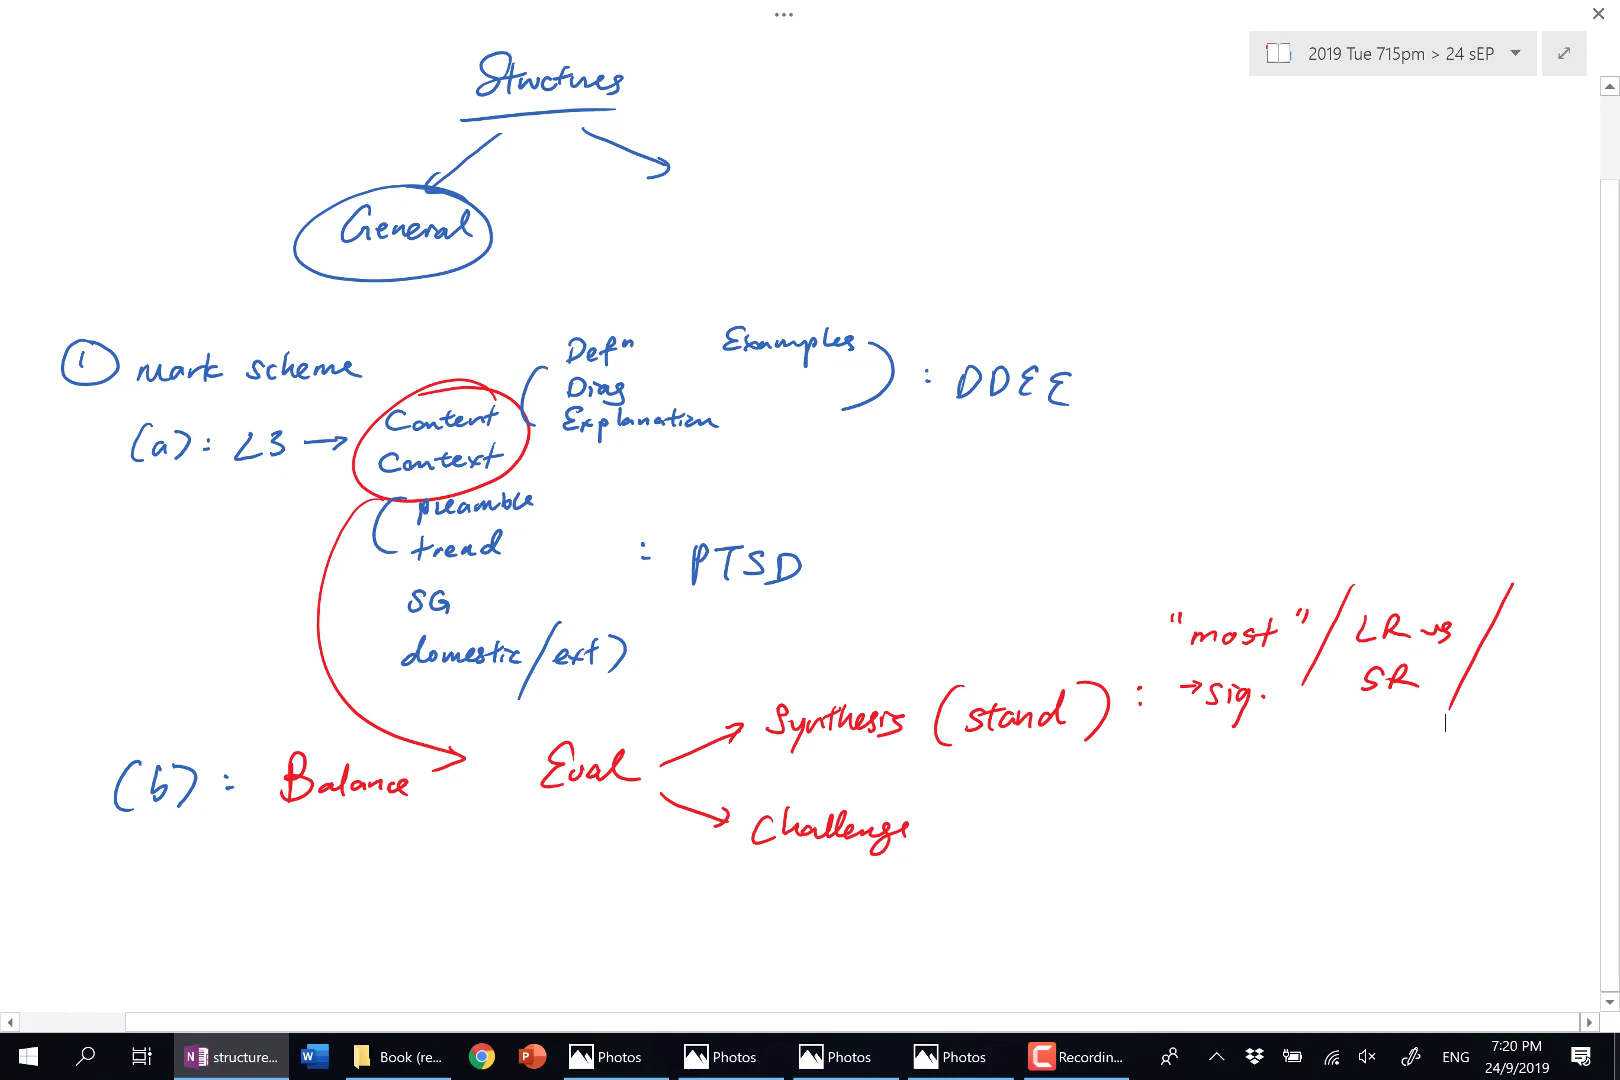 ...
2019 Tue 715pm > 24 sEP
Structures
General
① Mark scheme
Defⁿ Examples
Diag : DDEE
Explanation
(a): L3 → Content
Context
preamble
trend : PTSD
SG
domestic/ext)
"most" / LR vs /
→ sig. SR
Synthesis (stand) :
(b): Balance Eval
Challenge
structure... Book (re... Photos Photos Photos Photos Recordin... ENG 7:20 PM
24/9/2019